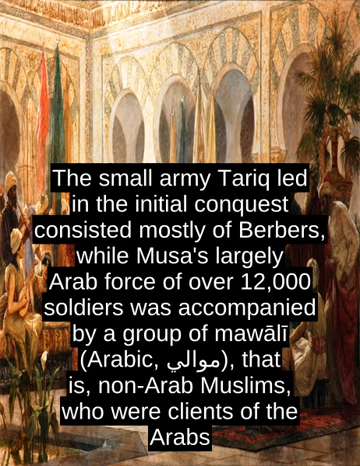 The small army Tariq led
in the initial conquest
consisted mostly of Berbers,
while Musa's largely
Arab force of over 12,000
soldiers was accompanied
by a group of mawālī
(Arabic, موالي), that
is, non-Arab Muslims,
who were clients of the
Arabs